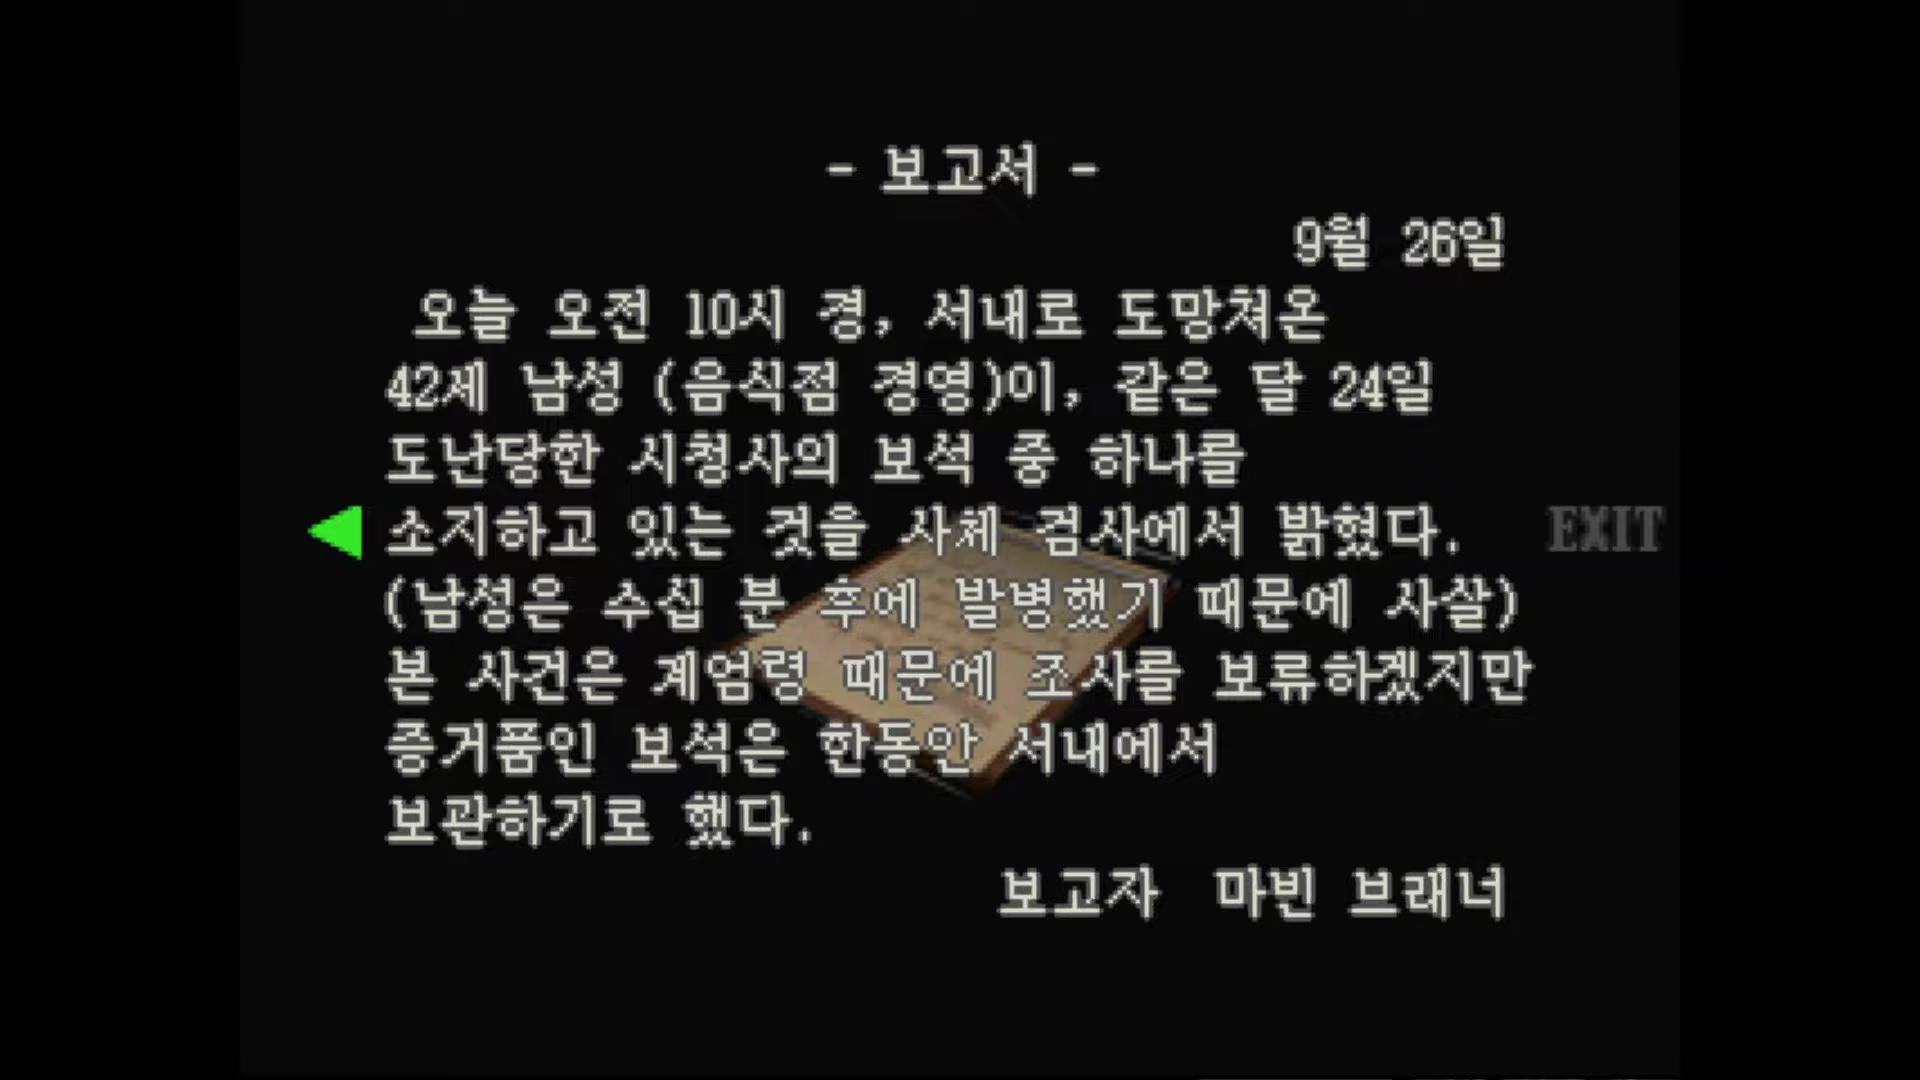 - 보고서 -
9월 26일
오늘 오전 10시 경, 서내로 도망쳐온
42제 남성 (음식점 경영)이, 같은 달 24일
도난당한 시청사의 보석 중 하나를
소지하고 있는 것을 사체 검사에서 밝혔다.
EXIT
(남성은 수십 분 후에 발병했기 때문에 사살)
본 사건은 계엄령 때문에 조사를 보류하겠지만
증거품인 보석은 한동안 서내에서
보관하기로 했다.
보고자 마빈 브래너